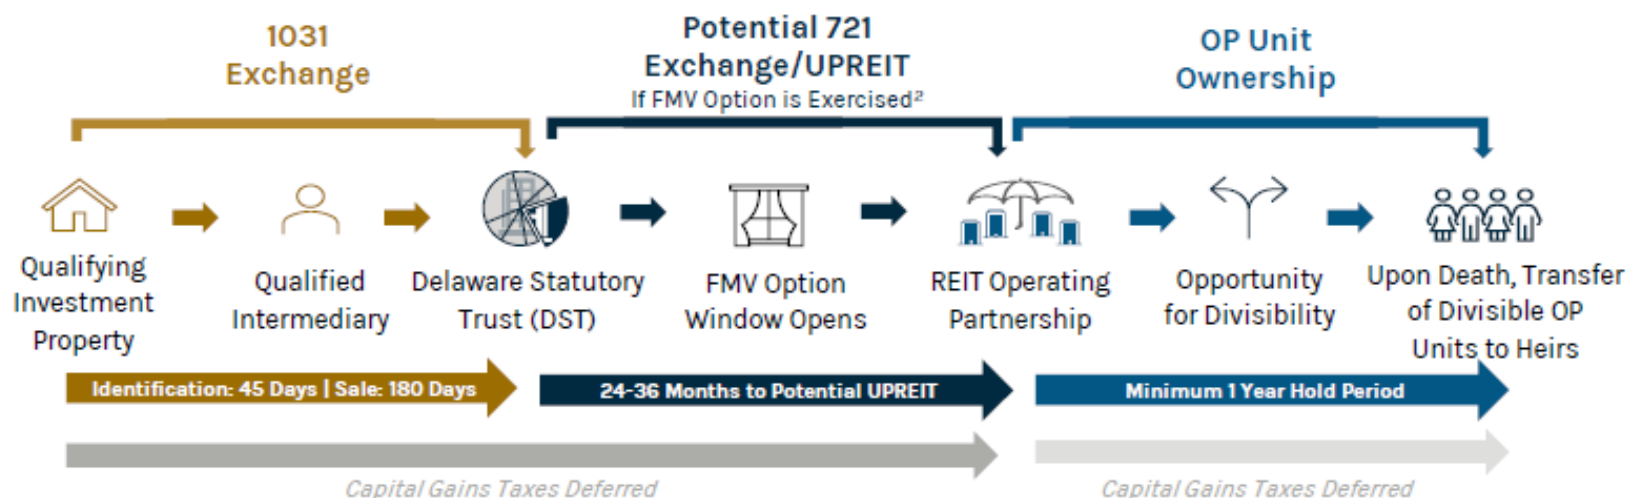 1031
Exchange
Potential 721
Exchange/UPREIT
If FMV Option is Exercised²
OP Unit
Ownership
Qualifying
Investment
Property
Qualified
Intermediary
Delaware Statutory
Trust (DST)
FMV Option
Window Opens
REIT Operating
Partnership
Opportunity
for Divisibility
Upon Death, Transfer
of Divisible OP
Units to Heirs
Identification: 45 Days | Sale: 180 Days
24-36 Months to Potential UPREIT
Minimum 1 Year Hold Period
Capital Gains Taxes Deferred
Capital Gains Taxes Deferred